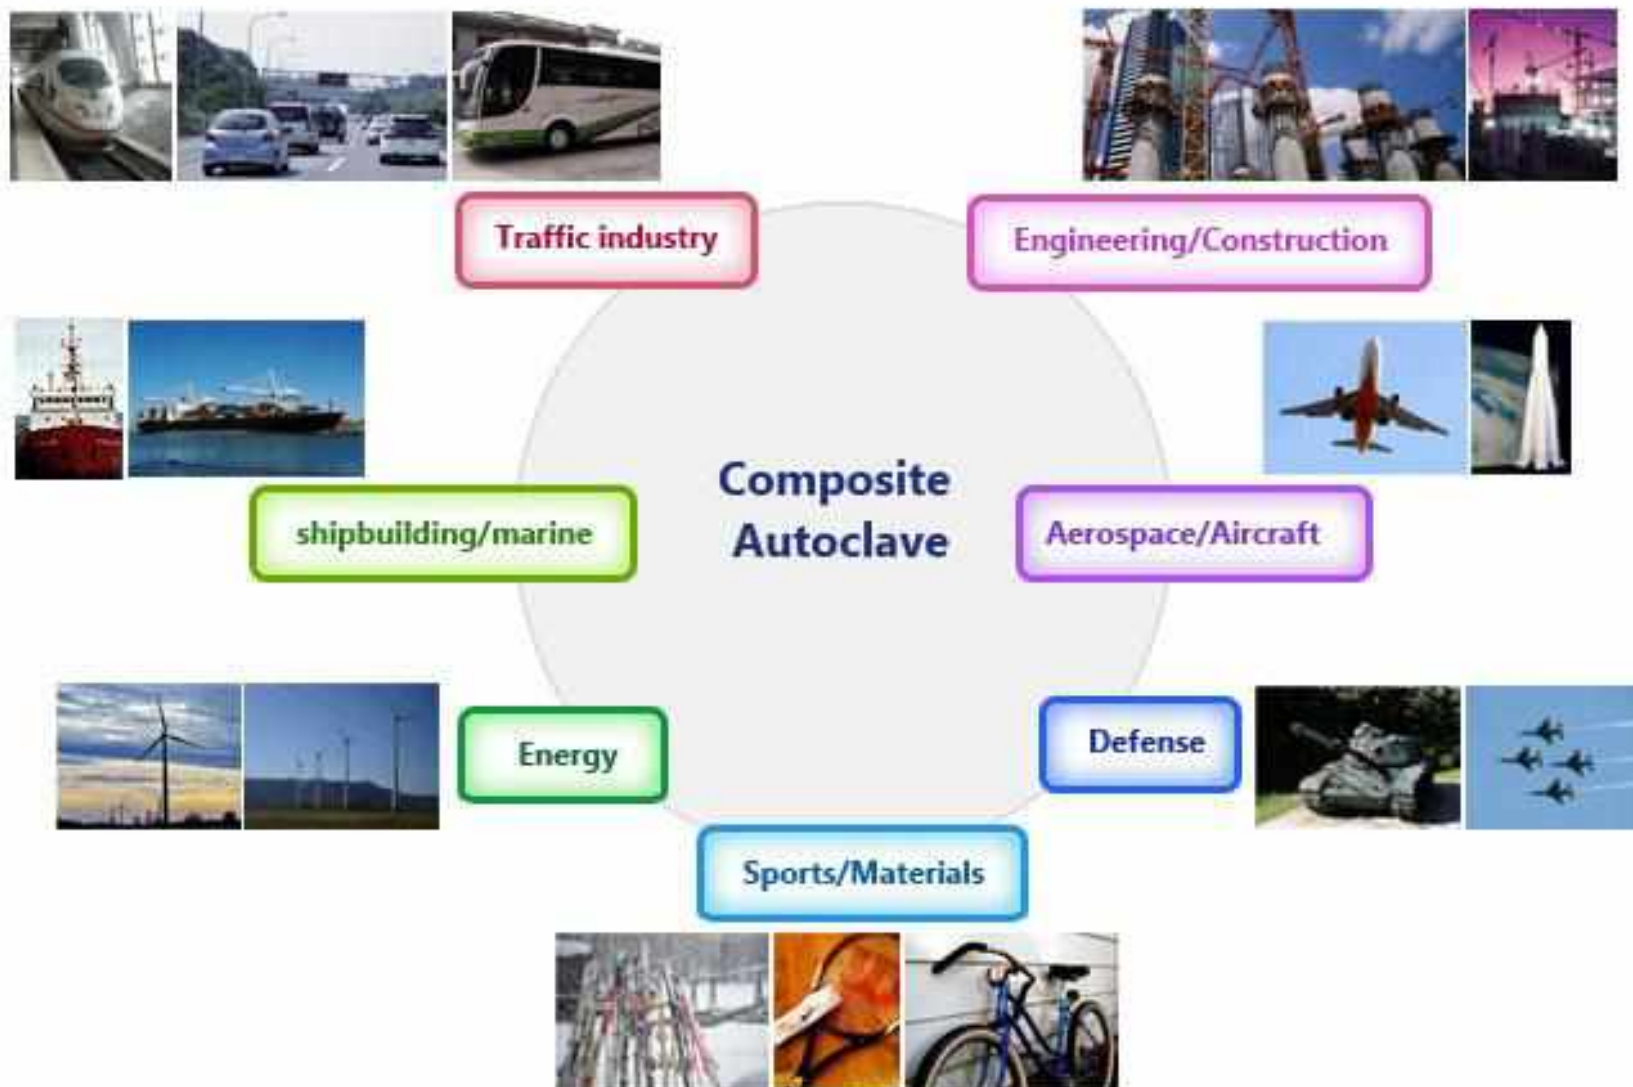 Traffic industry
Engineering/Construction
Composite
Autoclave
shipbuilding/marine
Aerospace/Aircraft
Energy
Defense
Sports/Materials